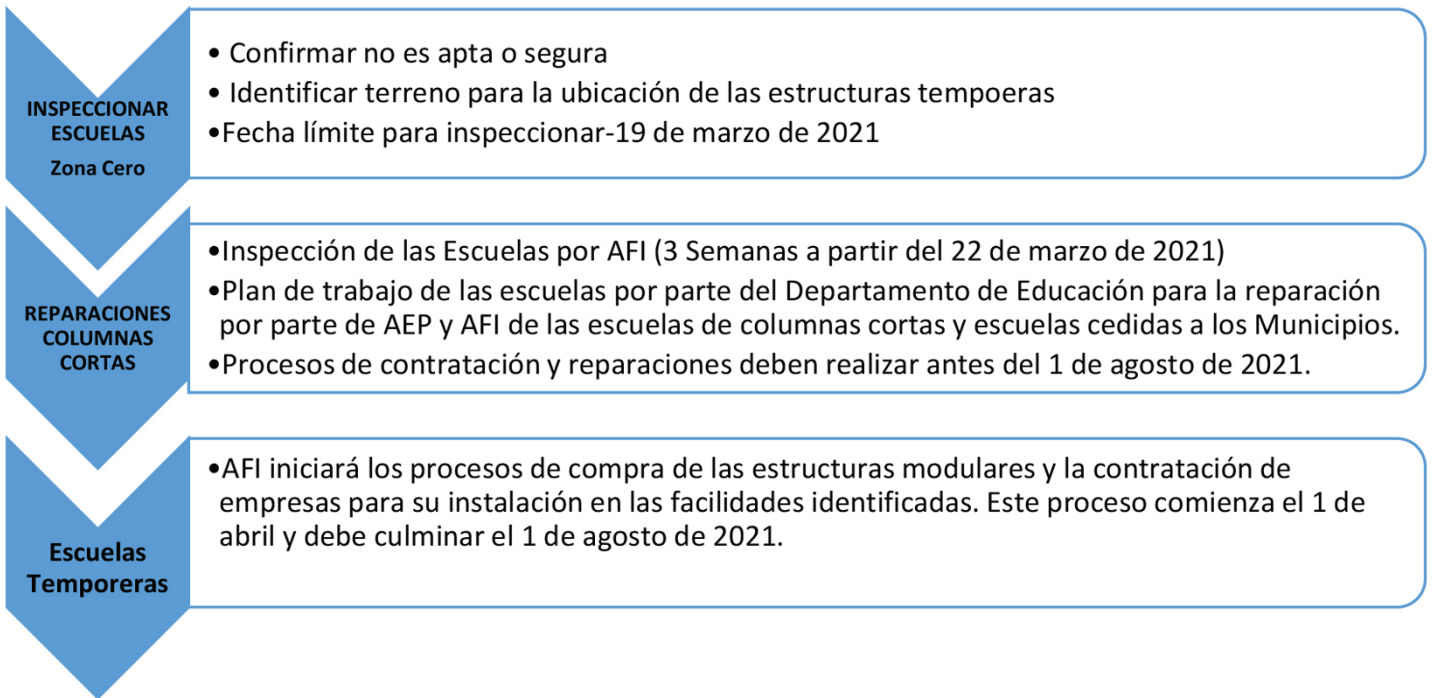 INSPECCIONAR
ESCUELAS
Zona Cero
• Confirmar no es apta o segura
• Identificar terreno para la ubicación de las estructuras tempoeras
•Fecha límite para inspeccionar-19 de marzo de 2021
REPARACIONES
COLUMNAS
CORTAS
•Inspección de las Escuelas por AFI (3 Semanas a partir del 22 de marzo de 2021)
•Plan de trabajo de las escuelas por parte del Departamento de Educación para la reparación
por parte de AEP y AFI de las escuelas de columnas cortas y escuelas cedidas a los Municipios.
•Procesos de contratación y reparaciones deben realizar antes del 1 de agosto de 2021.
Escuelas
Temporeras
•AFI iniciará los procesos de compra de las estructuras modulares y la contratación de
empresas para su instalación en las facilidades identificadas. Este proceso comienza el 1 de
abril y debe culminar el 1 de agosto de 2021.